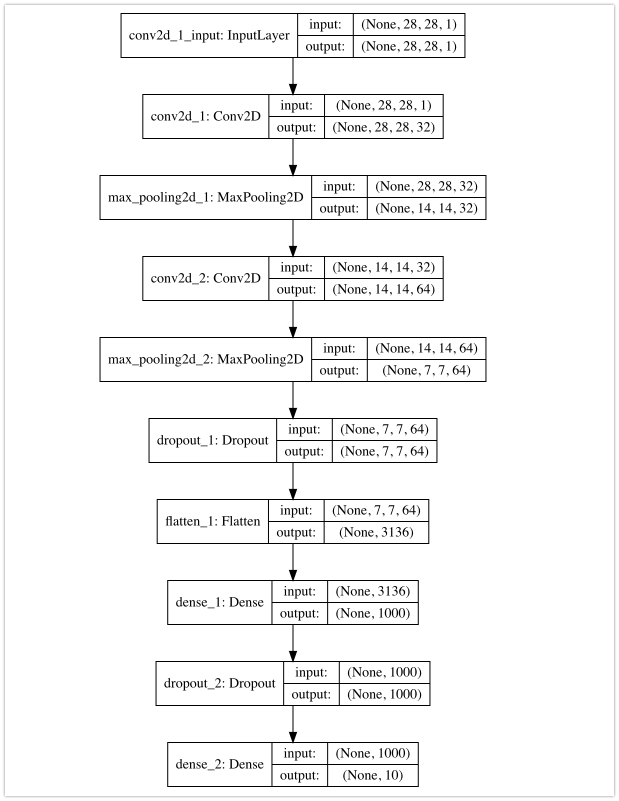 conv2d_1_input: InputLayer
input: (None, 28, 28, 1)
output: (None, 28, 28, 1)
conv2d_1: Conv2D
input: (None, 28, 28, 1)
output: (None, 28, 28, 32)
max_pooling2d_1: MaxPooling2D
input: (None, 28, 28, 32)
output: (None, 14, 14, 32)
conv2d_2: Conv2D
input: (None, 14, 14, 32)
output: (None, 14, 14, 64)
max_pooling2d_2: MaxPooling2D
input: (None, 14, 14, 64)
output: (None, 7, 7, 64)
dropout_1: Dropout
input: (None, 7, 7, 64)
output: (None, 7, 7, 64)
flatten_1: Flatten
input: (None, 7, 7, 64)
output: (None, 3136)
dense_1: Dense
input: (None, 3136)
output: (None, 1000)
dropout_2: Dropout
input: (None, 1000)
output: (None, 1000)
dense_2: Dense
input: (None, 1000)
output: (None, 10)